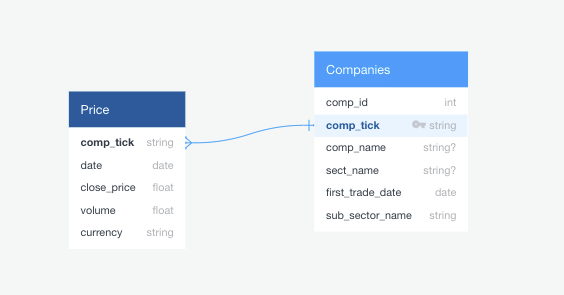 Price
comp_tick string
date date
close_price float
volume float
currency string
Companies
comp_id int
comp_tick string
comp_name string?
sect_name string?
first_trade_date date
sub_sector_name string